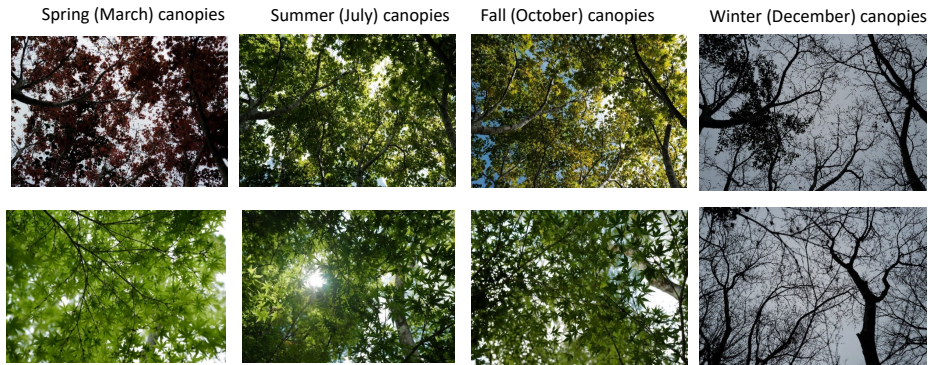 Spring (March) canopies
Summer (July) canopies
Fall (October) canopies
Winter (December) canopies